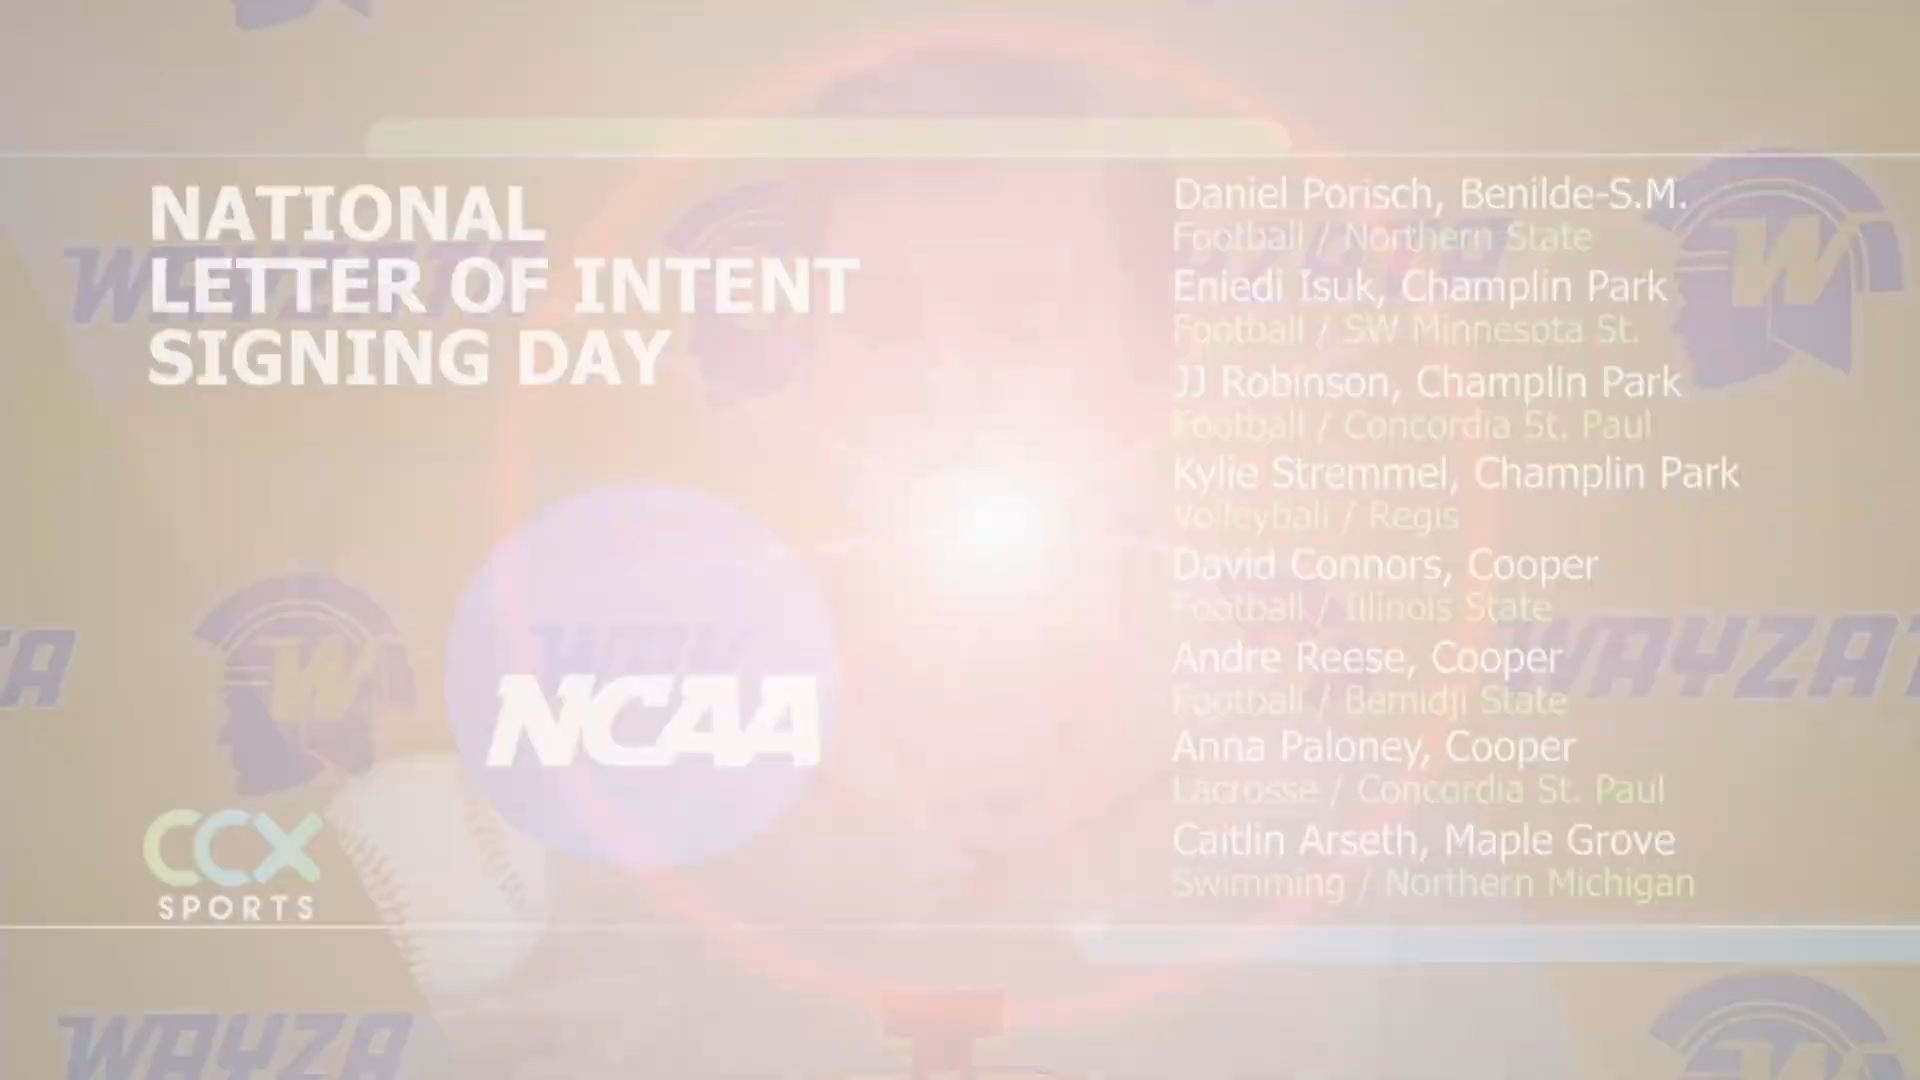 NATIONAL
LETTER OF INTENT
SIGNING DAY
NCAA
CCX
SPORTS
Daniel Porisch, Benilde-S.M.
Football / Northern State
Eniedi Isuk, Champlin Park
Football / SW Minnesota St.
JJ Robinson, Champlin Park
Football / Concordia St. Paul
Kylie Stremmel, Champlin Park
Volleyball / Regis
David Connors, Cooper
Football / Illinois State
Andre Reese, Cooper
Football / Bemidji State
Anna Paloney, Cooper
Lacrosse / Concordia St. Paul
Caitlin Arseth, Maple Grove
Swimming / Northern Michigan
WAYZATA
W
W
TA
WAYZAT
WAYZA
W